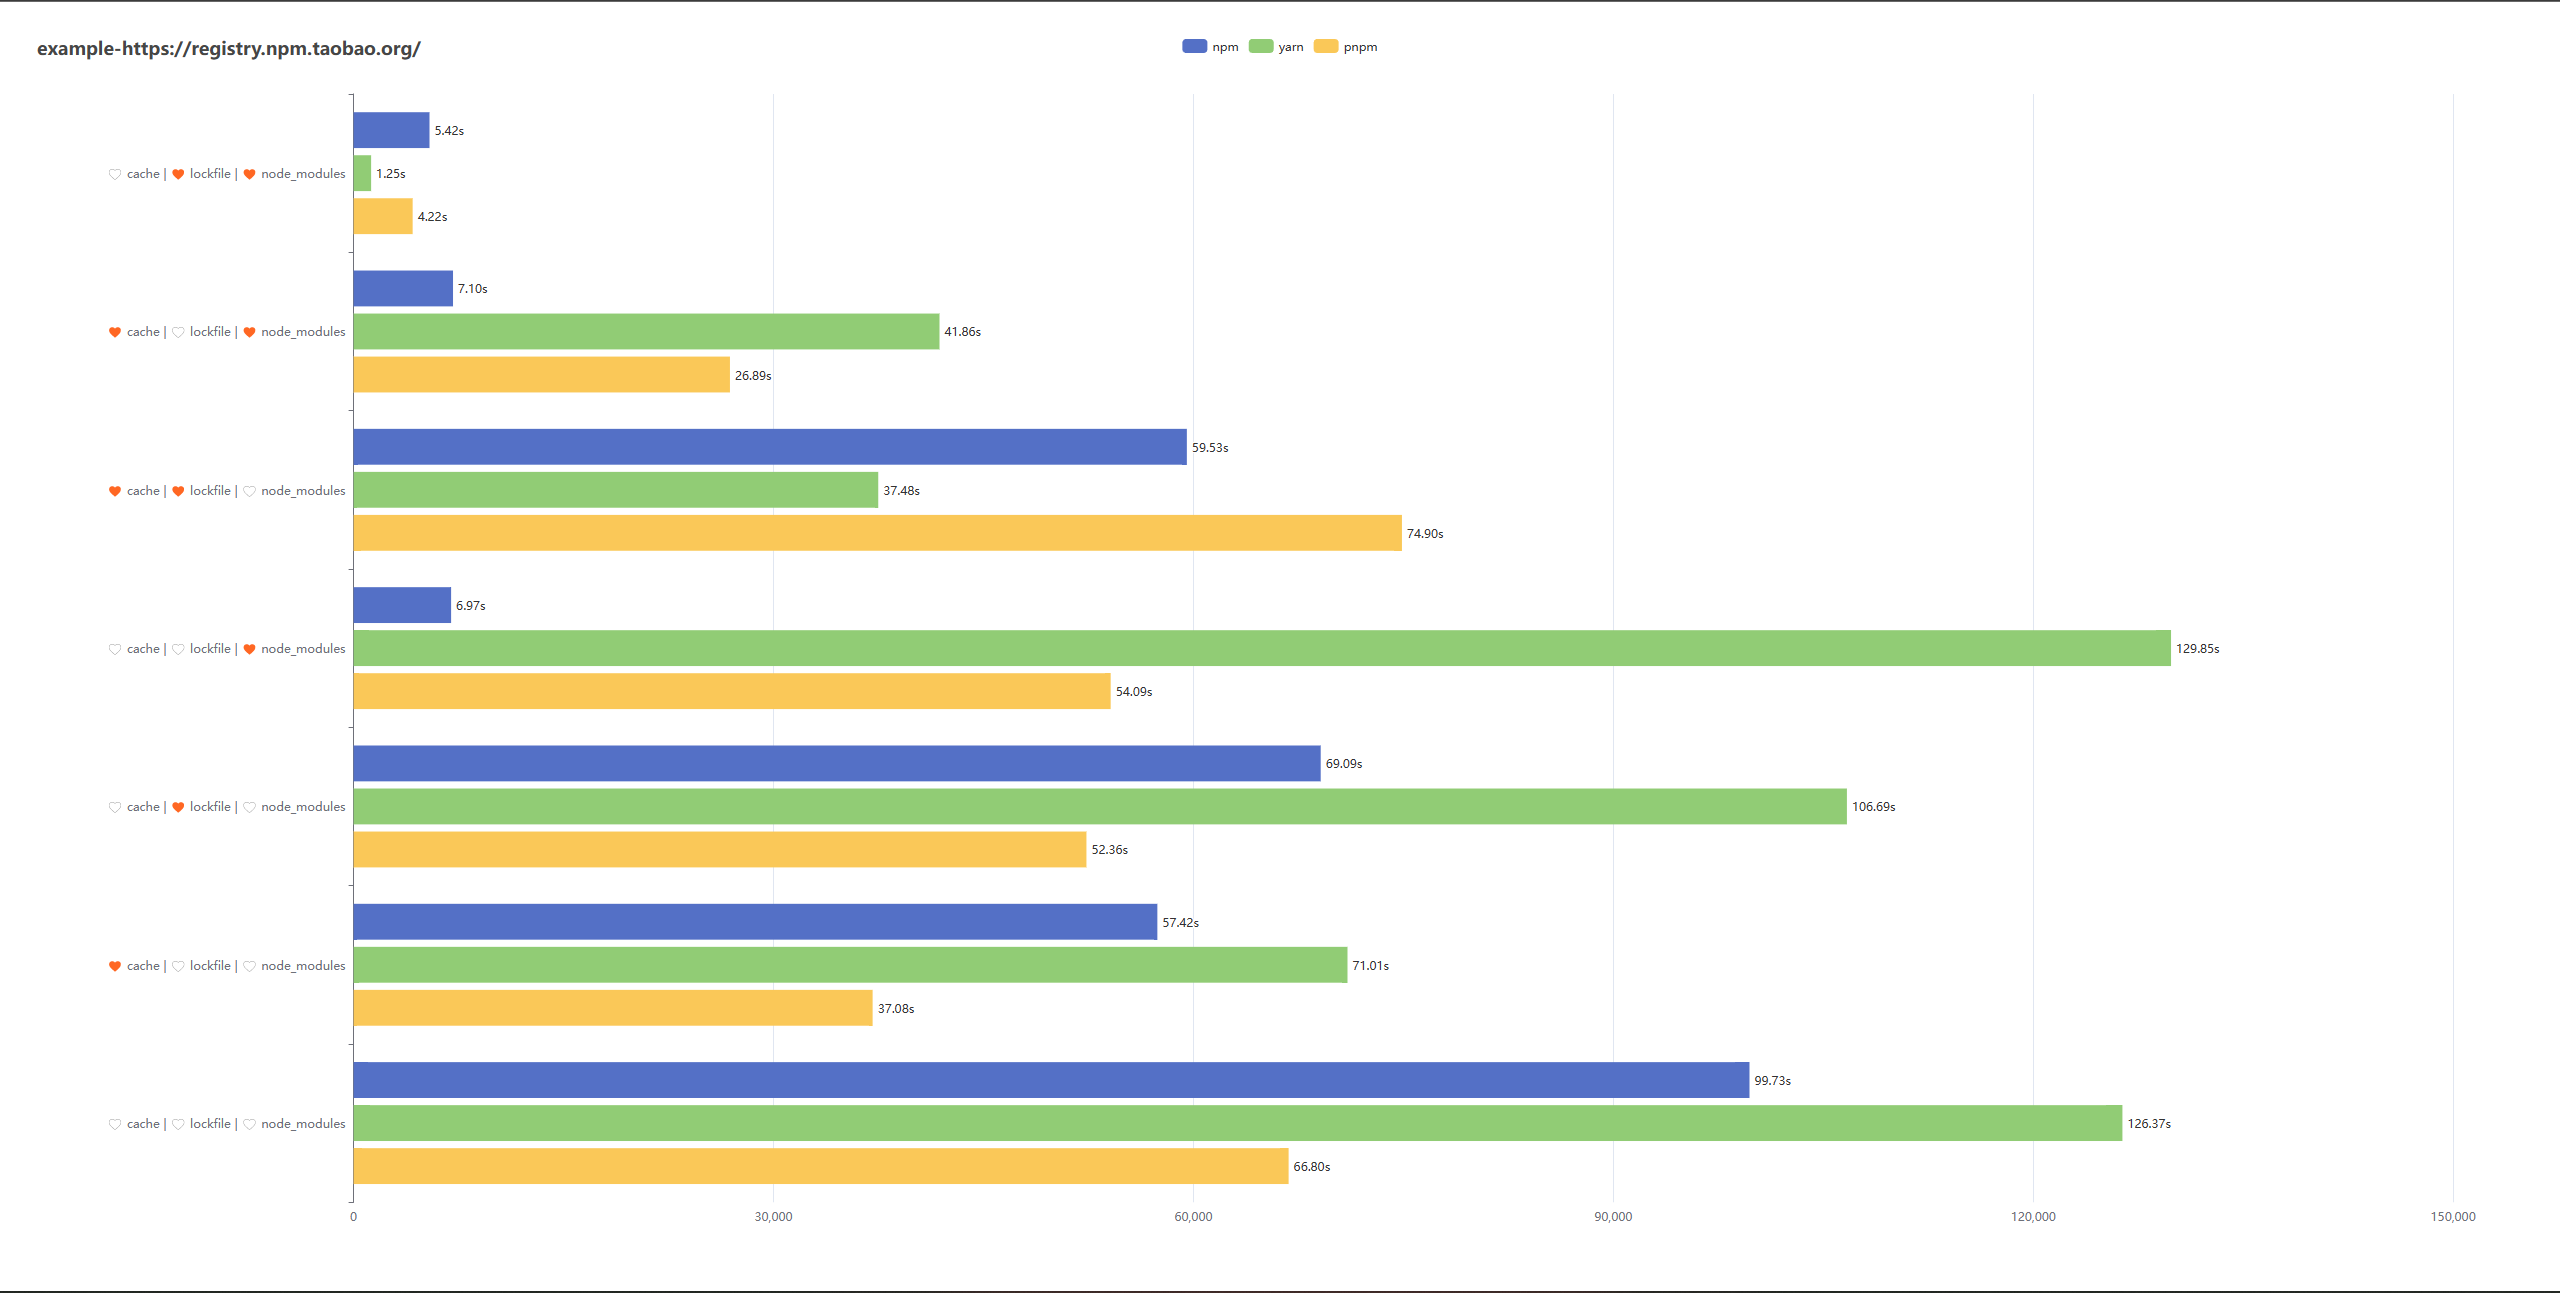 example-https://registry.npm.taobao.org/
npm yarn pnpm
5.42s
🤍 cache | 🧡 lockfile | 🧡 node_modules
1.25s
4.22s
7.10s
🧡 cache | 🤍 lockfile | 🧡 node_modules
41.86s
26.89s
59.53s
🧡 cache | 🧡 lockfile | 🤍 node_modules
37.48s
74.90s
6.97s
🤍 cache | 🤍 lockfile | 🧡 node_modules
129.85s
54.09s
69.09s
🤍 cache | 🧡 lockfile | 🤍 node_modules
106.69s
52.36s
57.42s
🧡 cache | 🤍 lockfile | 🤍 node_modules
71.01s
37.08s
99.73s
🤍 cache | 🤍 lockfile | 🤍 node_modules
126.37s
66.80s
0 30,000 60,000 90,000 120,000 150,000